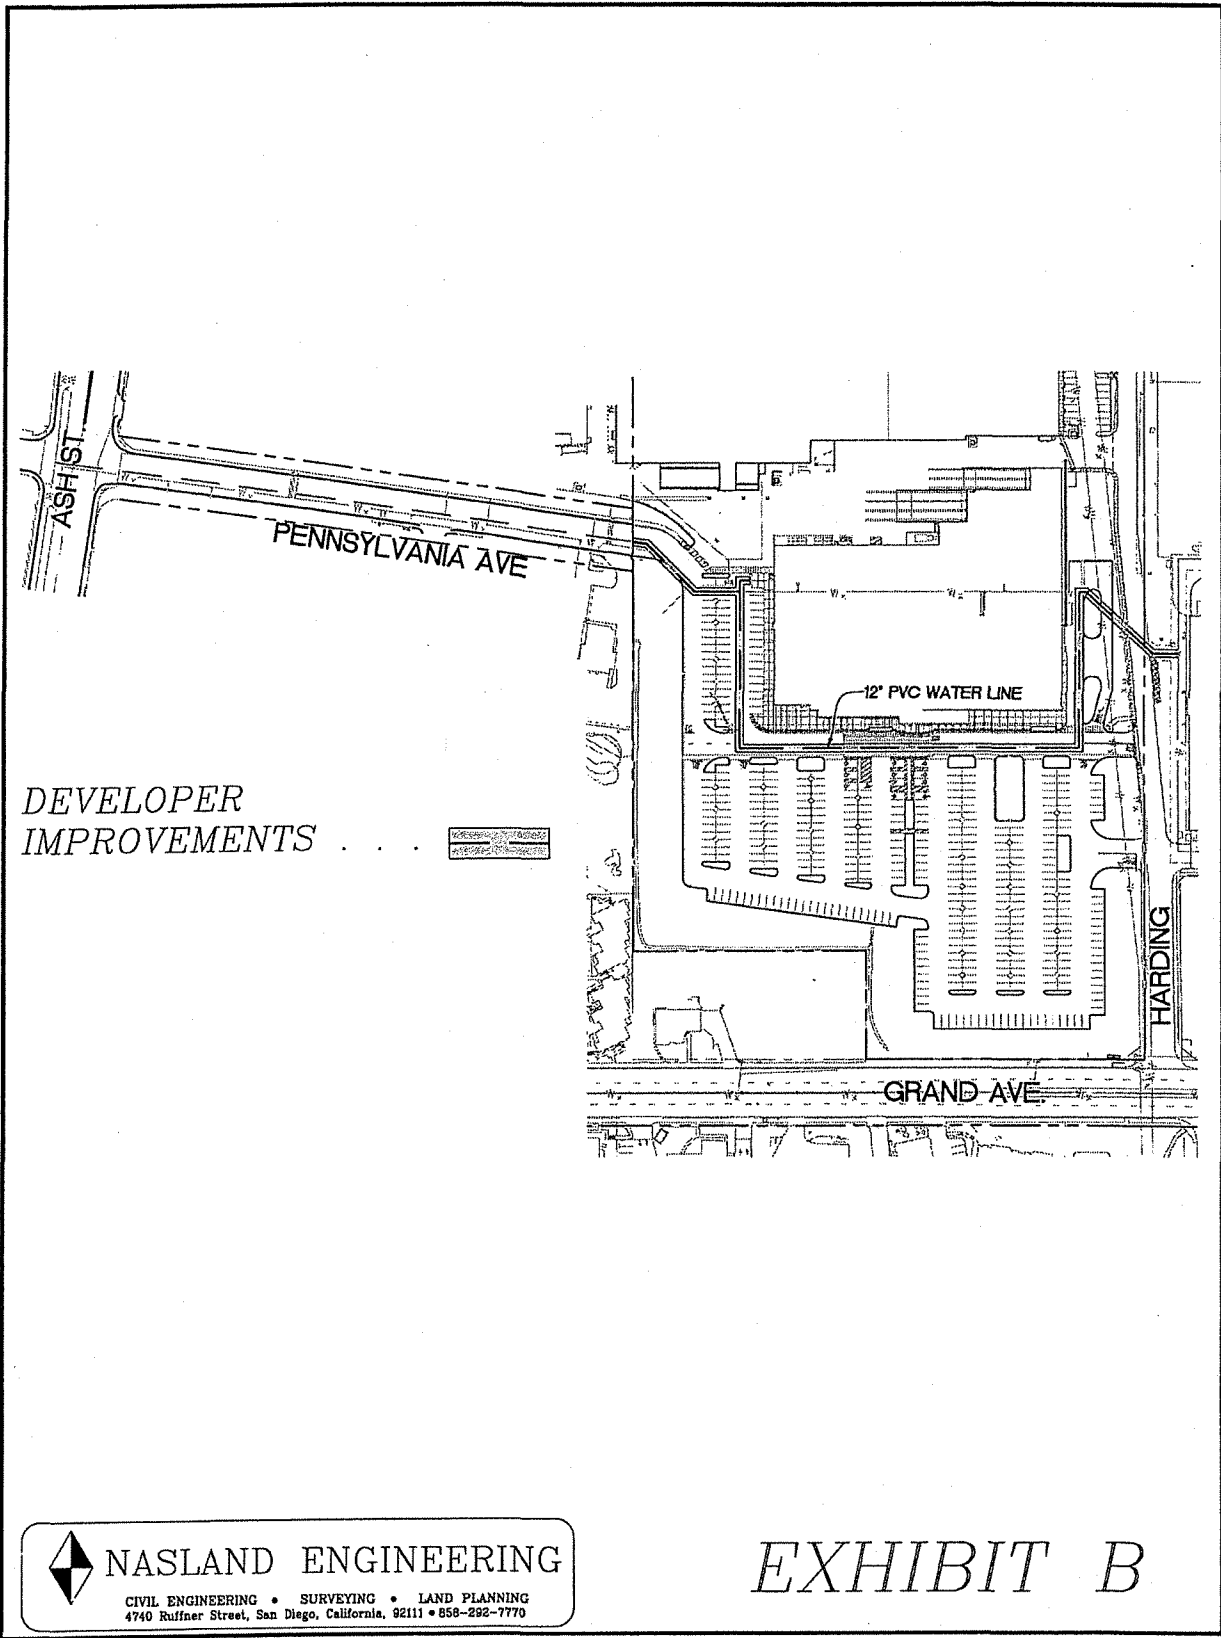 ASH ST.
PENNSYLVANIA AVE
12" PVC WATER LINE
DEVELOPER
IMPROVEMENTS . . .
HARDING
GRAND AVE.
NASLAND ENGINEERING
CIVIL ENGINEERING • SURVEYING • LAND PLANNING
4740 Ruffner Street, San Diego, California, 92111 • 858-292-7770
EXHIBIT B